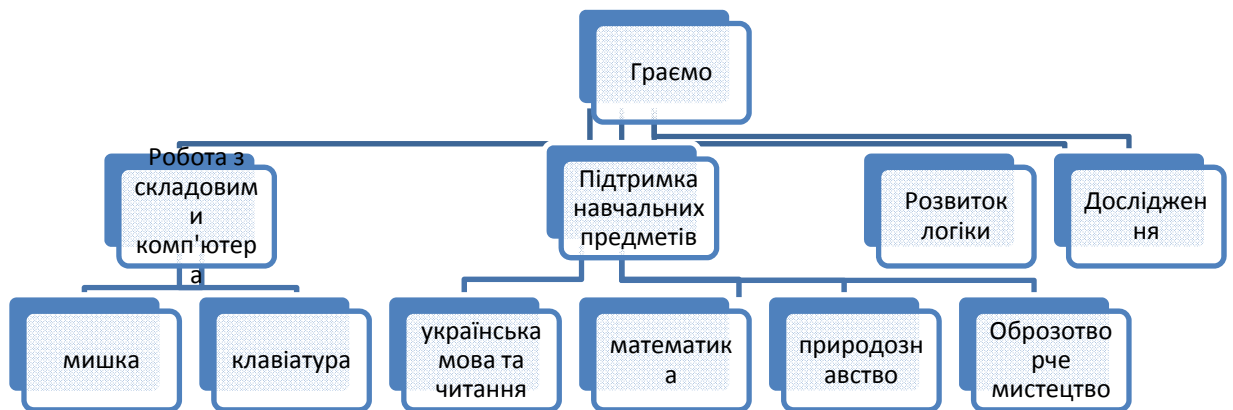 Граємо
Робота з
складовим
и
комп'ютер
а
Підтримка
навчальних
предметів
Розвиток
логіки
Дослідженн
ня
мишка
клавіатура
українська
мова та
читання
математик
а
природозн
авство
Оброзотво
рче
мистецтво